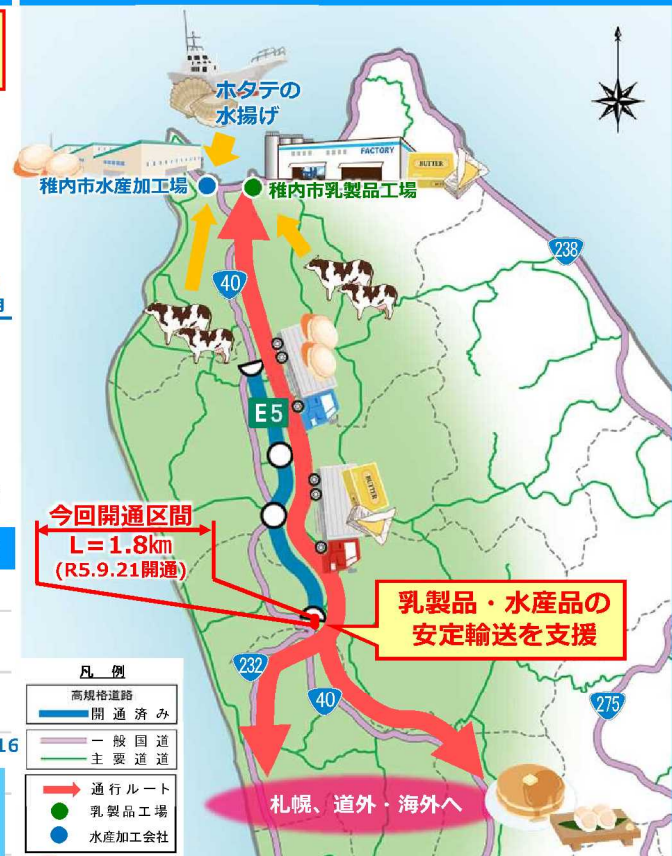 ホタテの
水揚げ
FACTORY
BUTTER
稚内市水産加工場
稚内市乳製品工場
238
40
E5
BUTTER
今回開通区間
L=1.8km
(R5.9.21開通)
乳製品・水産品の
安定輸送を支援
232
40
275
凡 例
高規格道路
開通済み
一般国道
主要道道
通行ルート
乳製品工場
水産加工会社
札幌、道外・海外へ
月
16